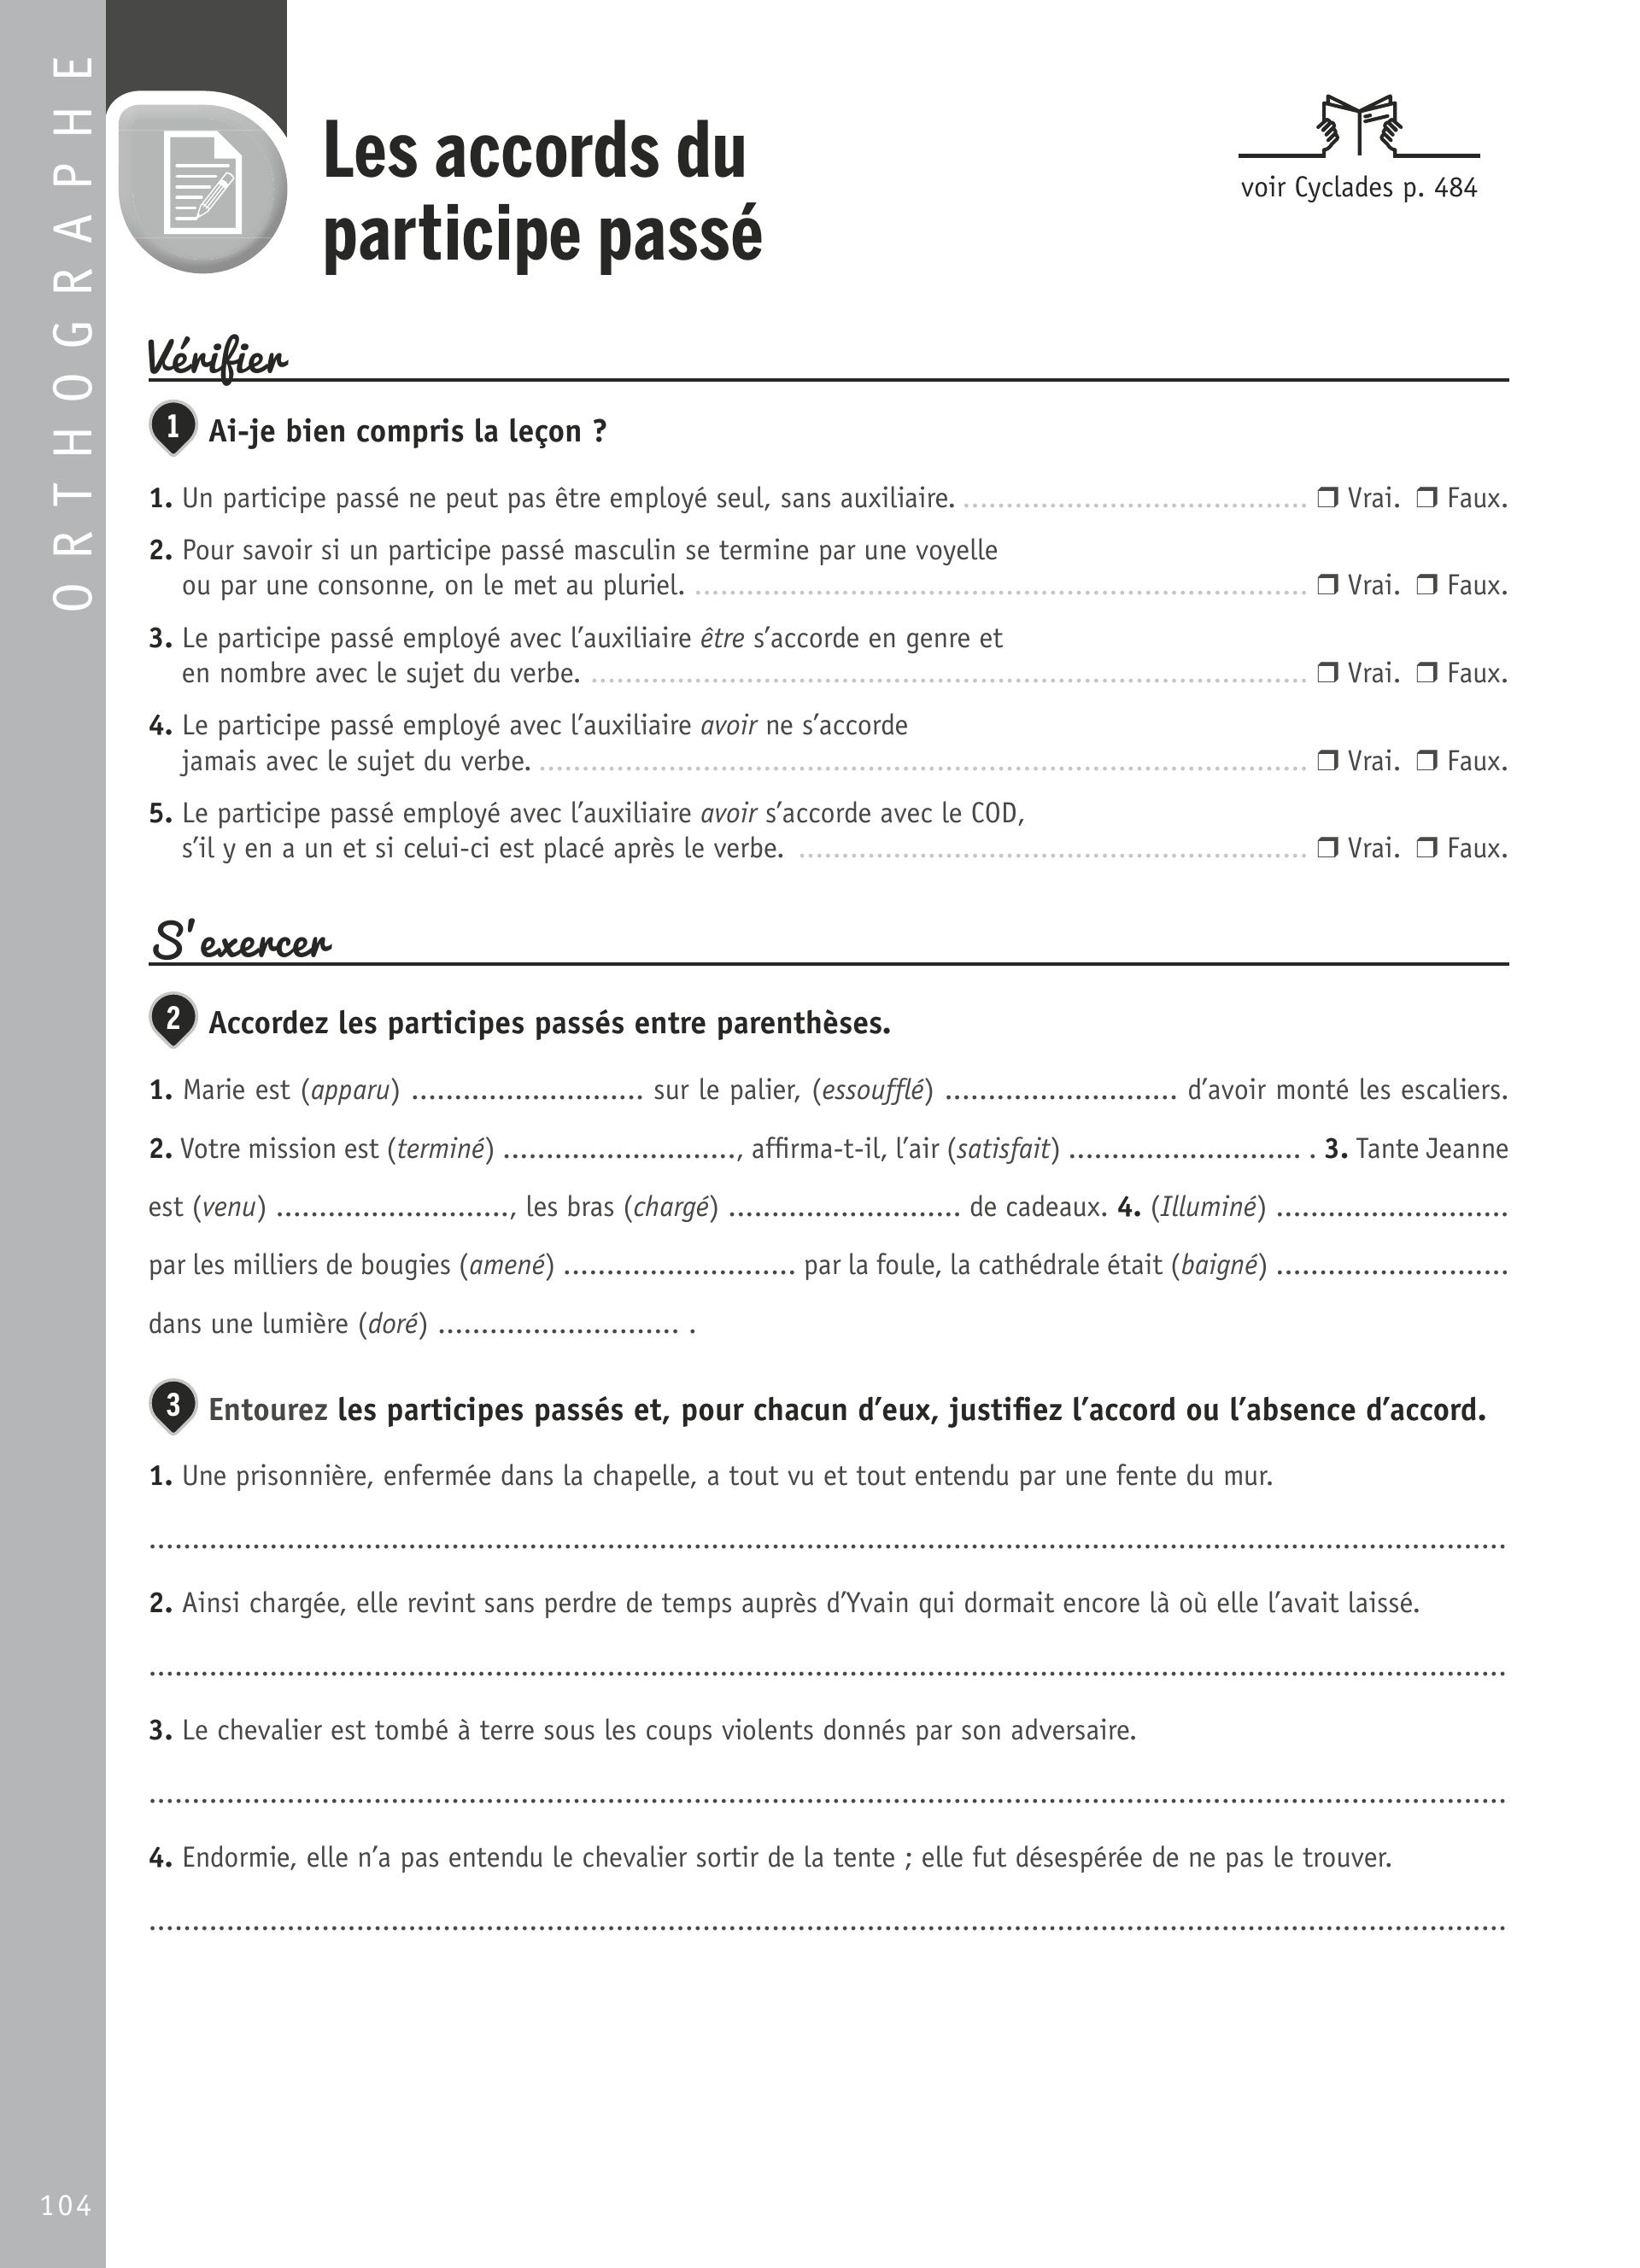 ORTHOGRAPHE
Les accords du
participe passé
voir Cyclades p. 484
Vérifier
1 Ai-je bien compris la leçon ?
1. Un participe passé ne peut pas être employé seul, sans auxiliaire. ........................................ ❒ Vrai. ❒ Faux.
2. Pour savoir si un participe passé masculin se termine par une voyelle
ou par une consonne, on le met au pluriel. ........................................ ❒ Vrai. ❒ Faux.
3. Le participe passé employé avec l’auxiliaire être s’accorde en genre et
en nombre avec le sujet du verbe. ........................................ ❒ Vrai. ❒ Faux.
4. Le participe passé employé avec l’auxiliaire avoir ne s’accorde
jamais avec le sujet du verbe. ........................................ ❒ Vrai. ❒ Faux.
5. Le participe passé employé avec l’auxiliaire avoir s’accorde avec le COD,
s’il y en a un et si celui-ci est placé après le verbe. ........................................ ❒ Vrai. ❒ Faux.
S’exercer
2 Accordez les participes passés entre parenthèses.
1. Marie est (apparu) ........................... sur le palier, (essoufflé) ........................... d’avoir monté les escaliers.
2. Votre mission est (terminé) ..........................., affirma-t-il, l’air (satisfait) ........................... . 3. Tante Jeanne
est (venu) ..........................., les bras (chargé) ........................... de cadeaux. 4. (Illuminé) ...........................
par les milliers de bougies (amené) ........................... par la foule, la cathédrale était (baigné) ...........................
dans une lumière (doré) ............................ .
3 Entourez les participes passés et, pour chacun d’eux, justifiez l’accord ou l’absence d’accord.
1. Une prisonnière, enfermée dans la chapelle, a tout vu et tout entendu par une fente du mur.
................................................................................
2. Ainsi chargée, elle revint sans perdre de temps auprès d’Yvain qui dormait encore là où elle l’avait laissé.
................................................................................
3. Le chevalier est tombé à terre sous les coups violents donnés par son adversaire.
................................................................................
4. Endormie, elle n’a pas entendu le chevalier sortir de la tente ; elle fut désespérée de ne pas le trouver.
................................................................................
104